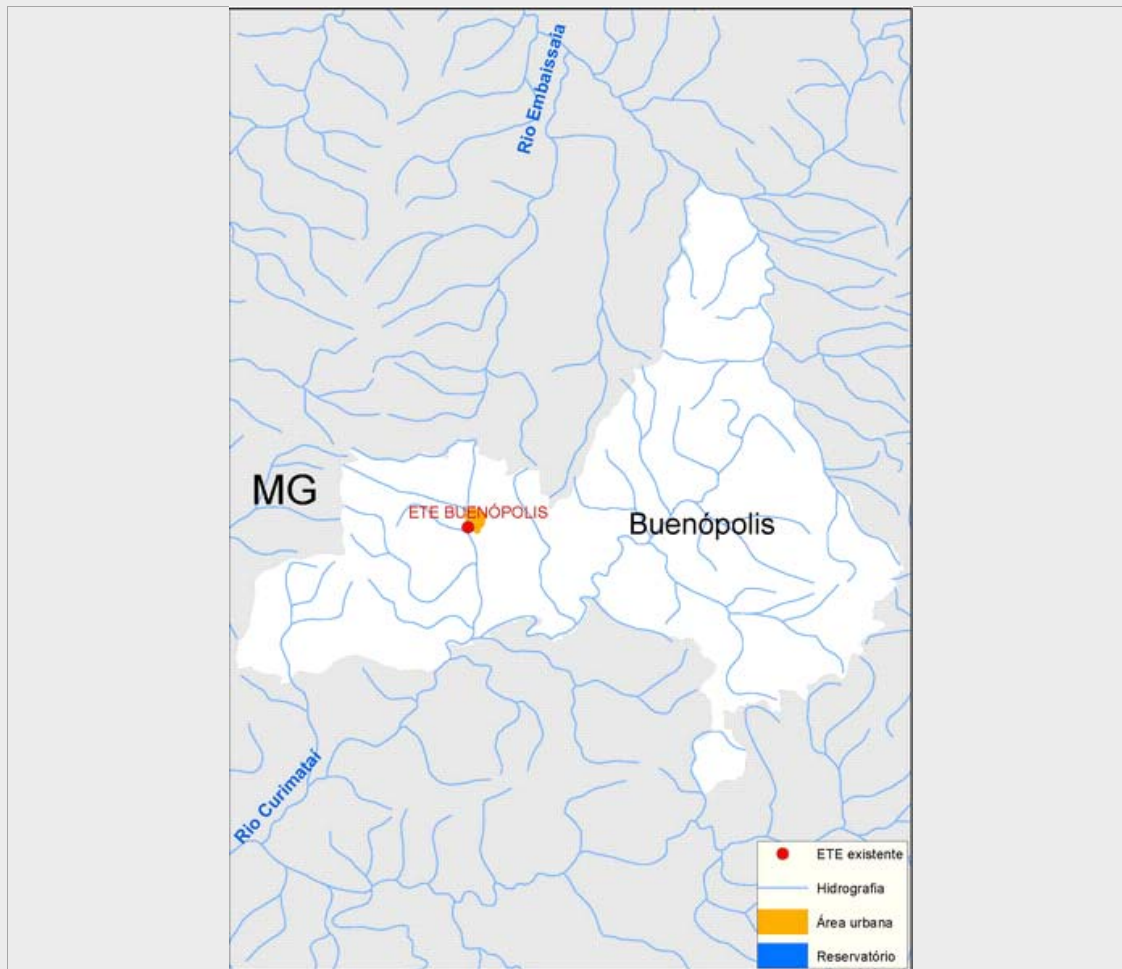 Rio Embaissaia
MG
ETE BUENÓPOLIS
Buenópolis
Rio Curimataí
ETE existente
Hidrografia
Área urbana
Reservatório